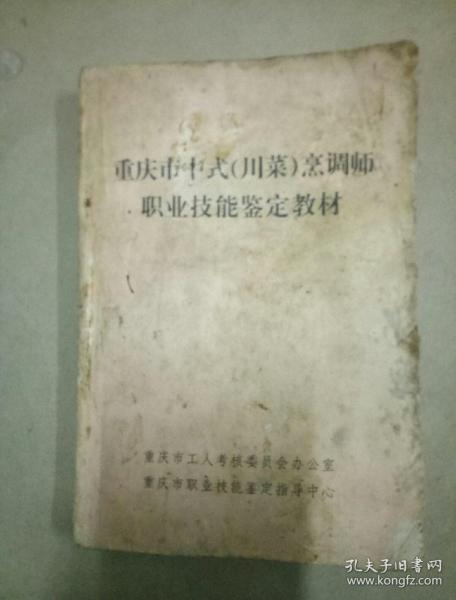 重庆市中式(川菜)烹调师
职业技能鉴定教材
重庆市工人考核委员会办公室
重庆市职业技能鉴定指导中心
孔夫子旧书网
www.kongfz.com